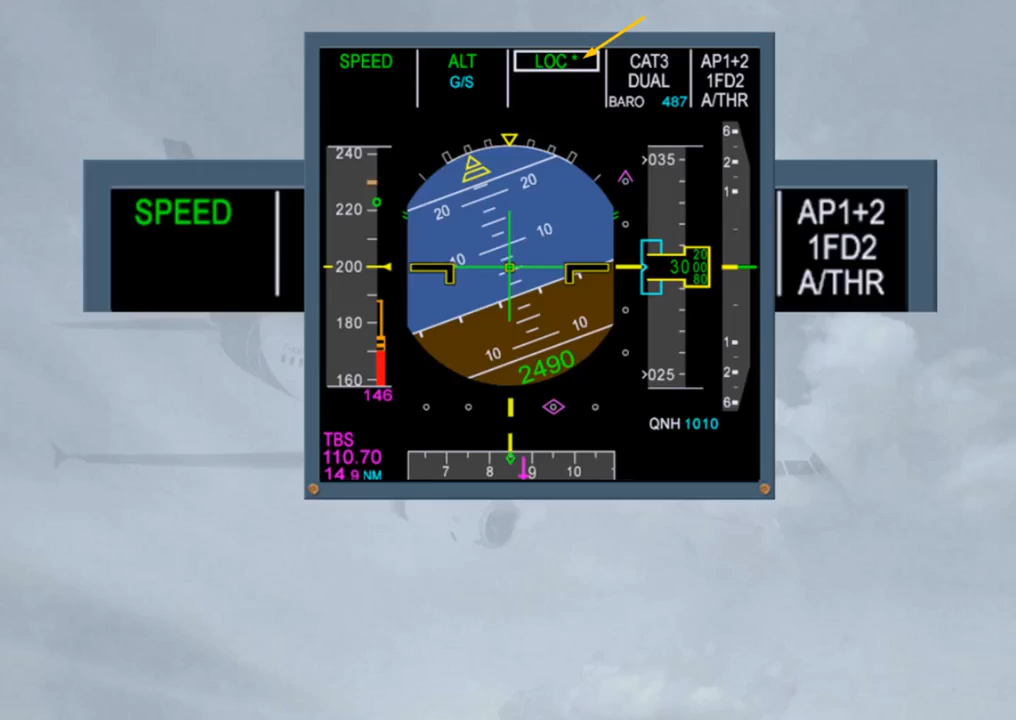 SPEED
ALT
LOC *
CAT3
AP1+2
G/S
DUAL
1FD2
BARO 487
A/THR
SPEED
AP1+2
1FD2
A/THR
240
220
200
180
160
146
20 20
10 10
10 10
2490
035
30 20
00
80
025
6
2
1
1
2
6
QNH 1010
TBS
110.70
14.9 NM
7 8 9 10